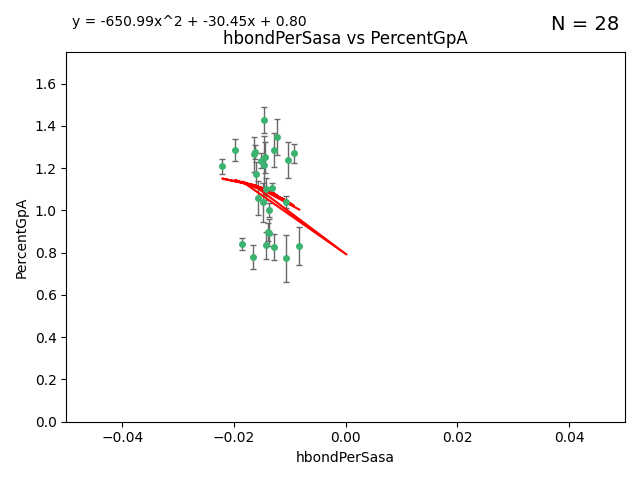 y = -650.99x^2 + -30.45x + 0.80
N = 28
hbondPerSasa vs PercentGpA
PercentGpA
1.6
1.4
1.2
1.0
0.8
0.6
0.4
0.2
0.0
−0.04 −0.02 0.00 0.02 0.04
hbondPerSasa